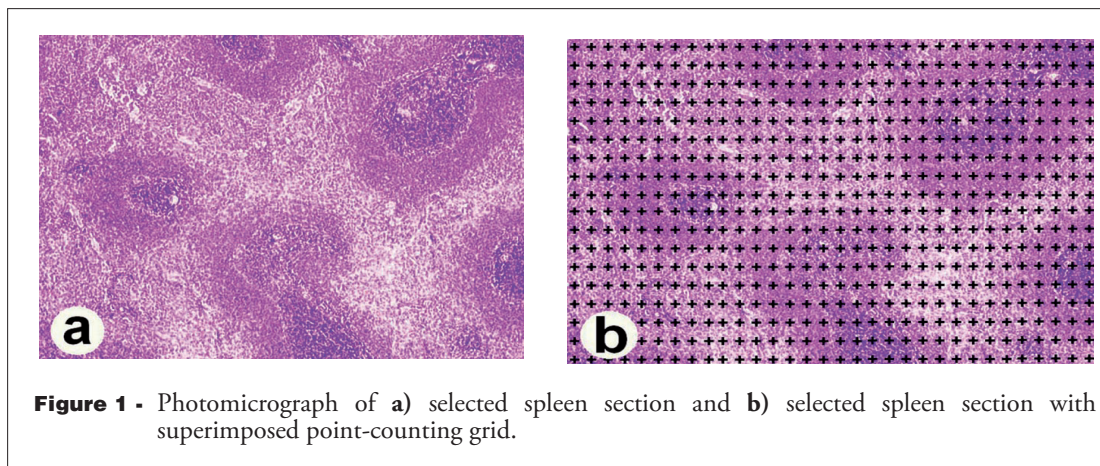 a
b
Figure 1 - Photomicrograph of a) selected spleen section and b) selected spleen section with
superimposed point-counting grid.